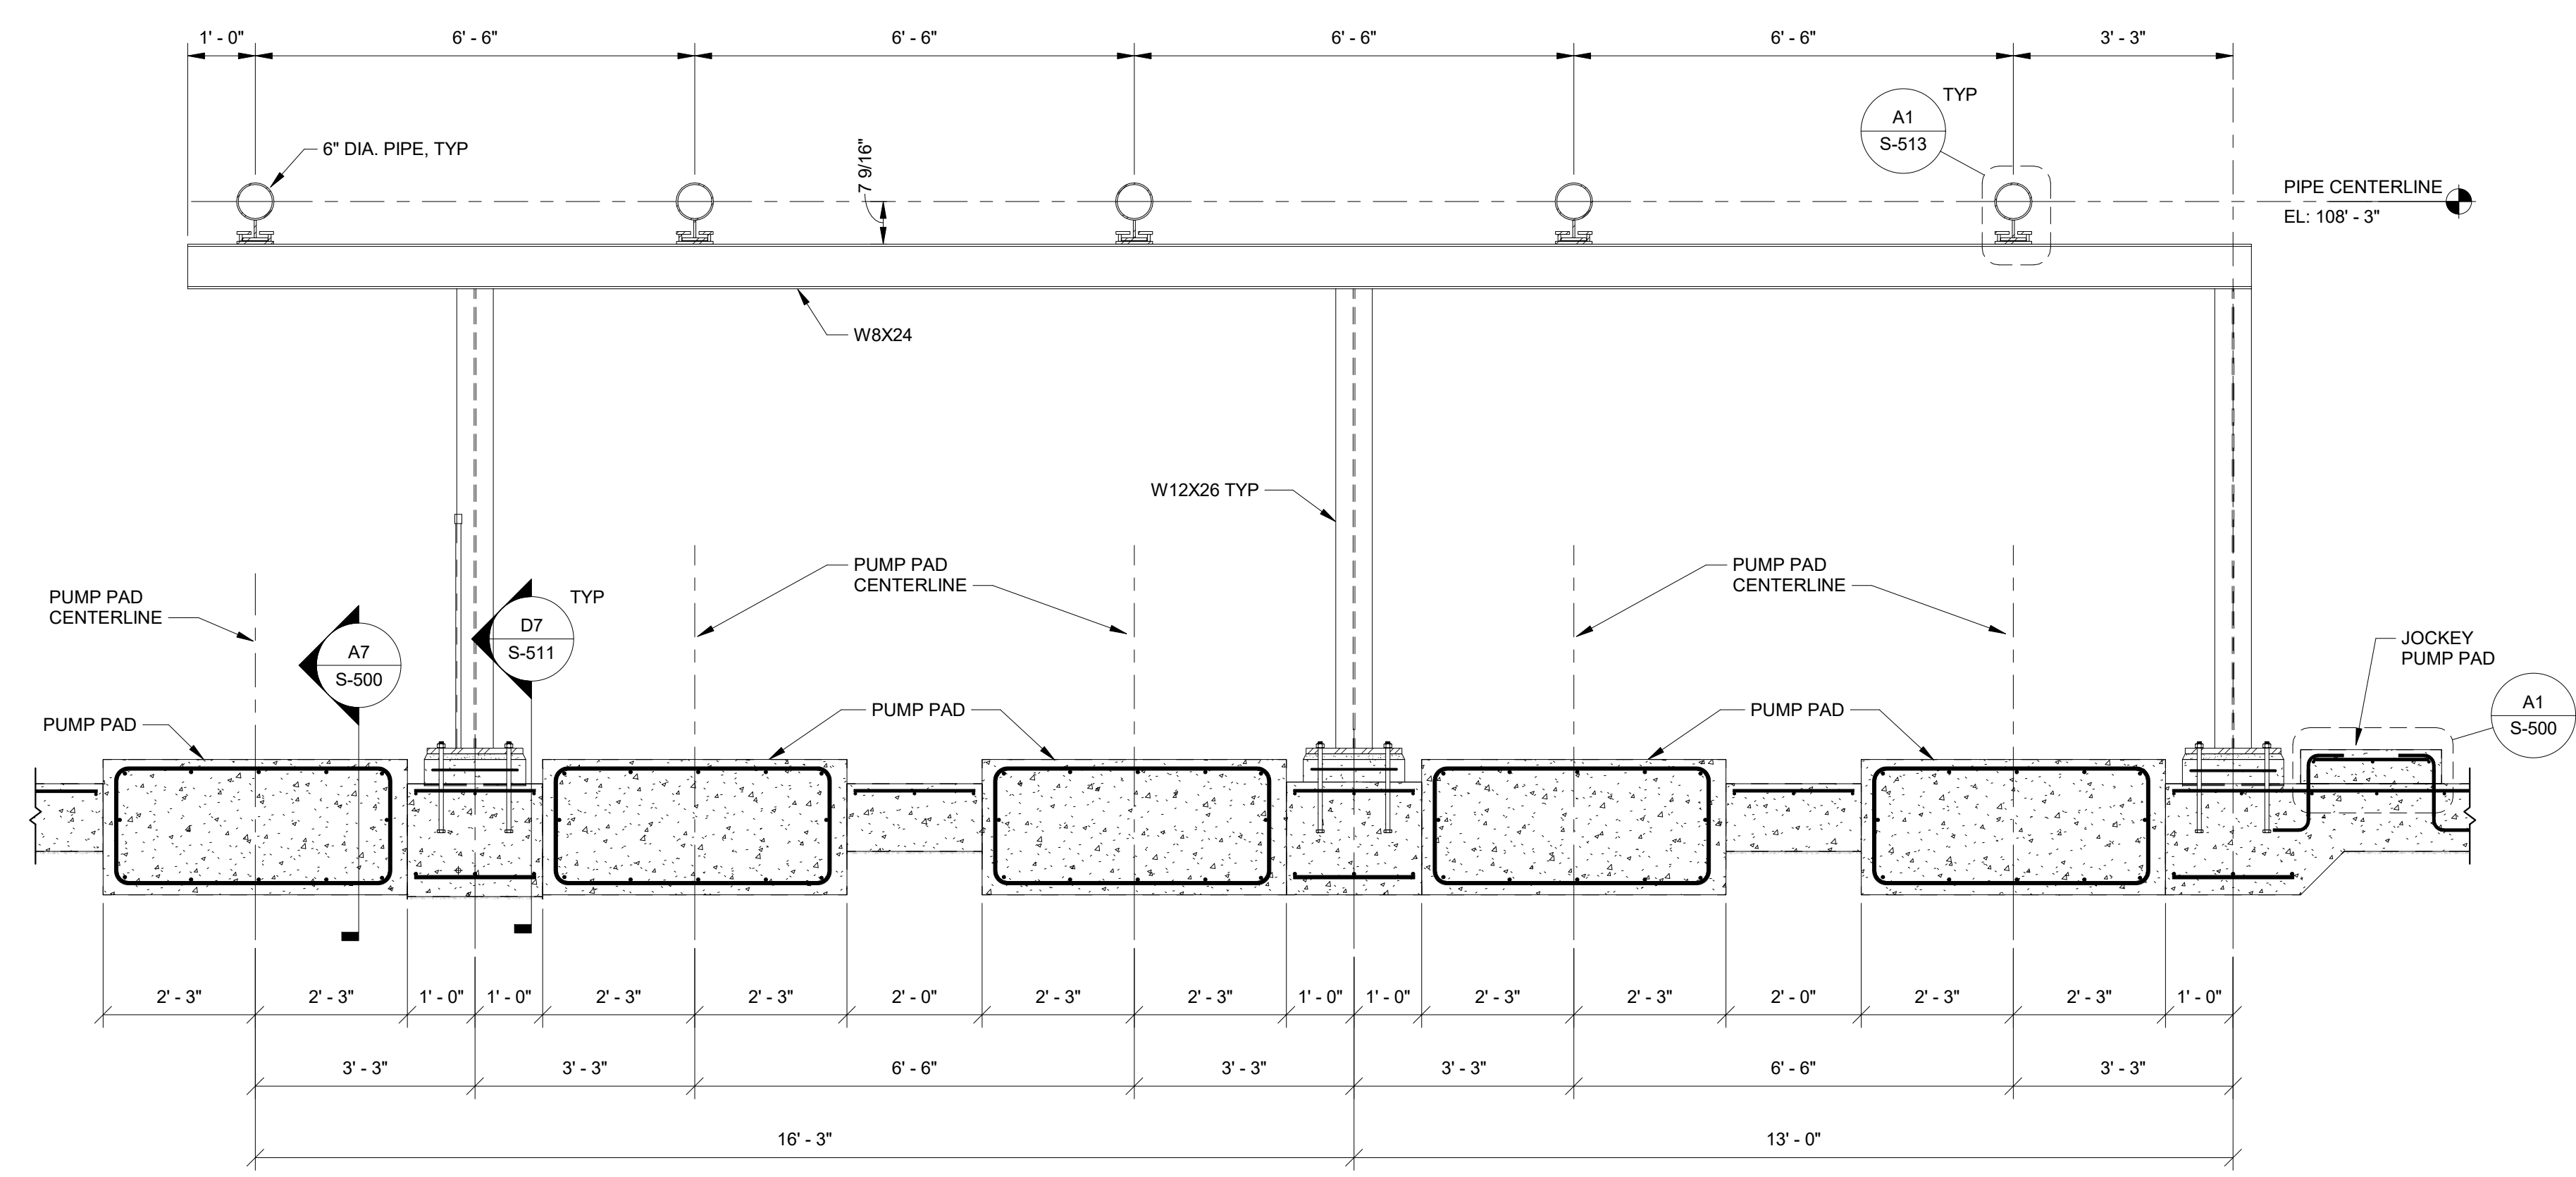 1' - 0"
6' - 6"
6' - 6"
6' - 6"
6' - 6"
3' - 3"
TYP
A1
S-513
6" DIA. PIPE, TYP
7 9/16"
PIPE CENTERLINE
EL: 108' - 3"
W8X24
W12X26 TYP
PUMP PAD
CENTERLINE
PUMP PAD
CENTERLINE
PUMP PAD
CENTERLINE
TYP
D7
S-511
A7
S-500
JOCKEY
PUMP PAD
A1
S-500
PUMP PAD
PUMP PAD
PUMP PAD
2' - 3"
2' - 3"
1' - 0"
1' - 0"
2' - 3"
2' - 3"
2' - 0"
2' - 3"
2' - 3"
1' - 0"
1' - 0"
2' - 3"
2' - 3"
2' - 0"
2' - 3"
2' - 3"
1' - 0"
3' - 3"
3' - 3"
6' - 6"
3' - 3"
3' - 3"
6' - 6"
3' - 3"
16' - 3"
13' - 0"